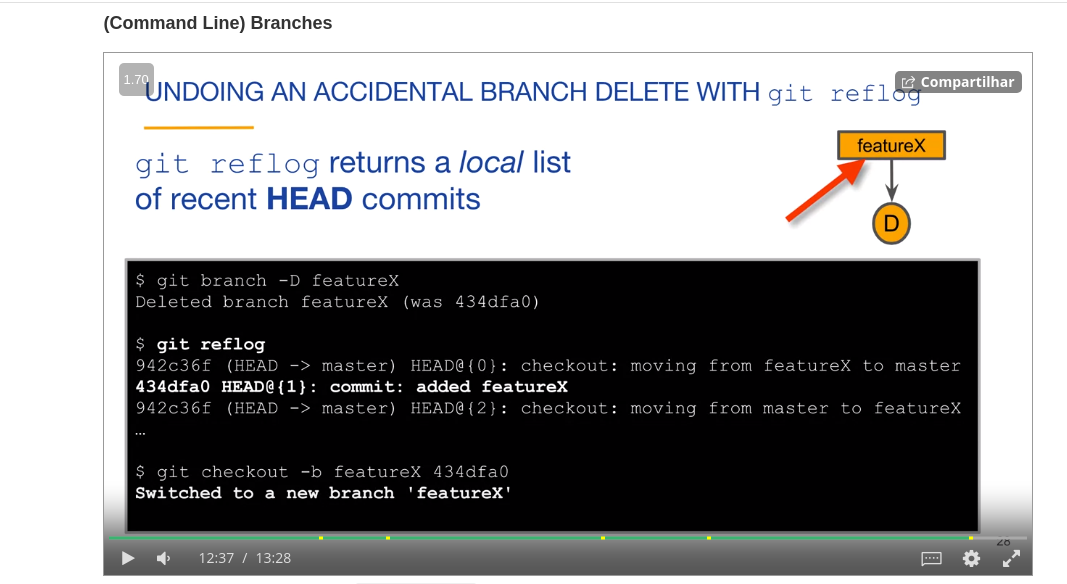 (Command Line) Branches
1.70
UNDOING AN ACCIDENTAL BRANCH DELETE WITH git reflog
Compartilhar
git reflog returns a local list
of recent HEAD commits
featureX
D
$ git branch -D featureX
Deleted branch featureX (was 434dfa0)
$ git reflog
942c36f (HEAD -> master) HEAD@{0}: checkout: moving from featureX to master
434dfa0 HEAD@{1}: commit: added featureX
942c36f (HEAD -> master) HEAD@{2}: checkout: moving from master to featureX
…
$ git checkout -b featureX 434dfa0
Switched to a new branch 'featureX'
28
12:37 / 13:28